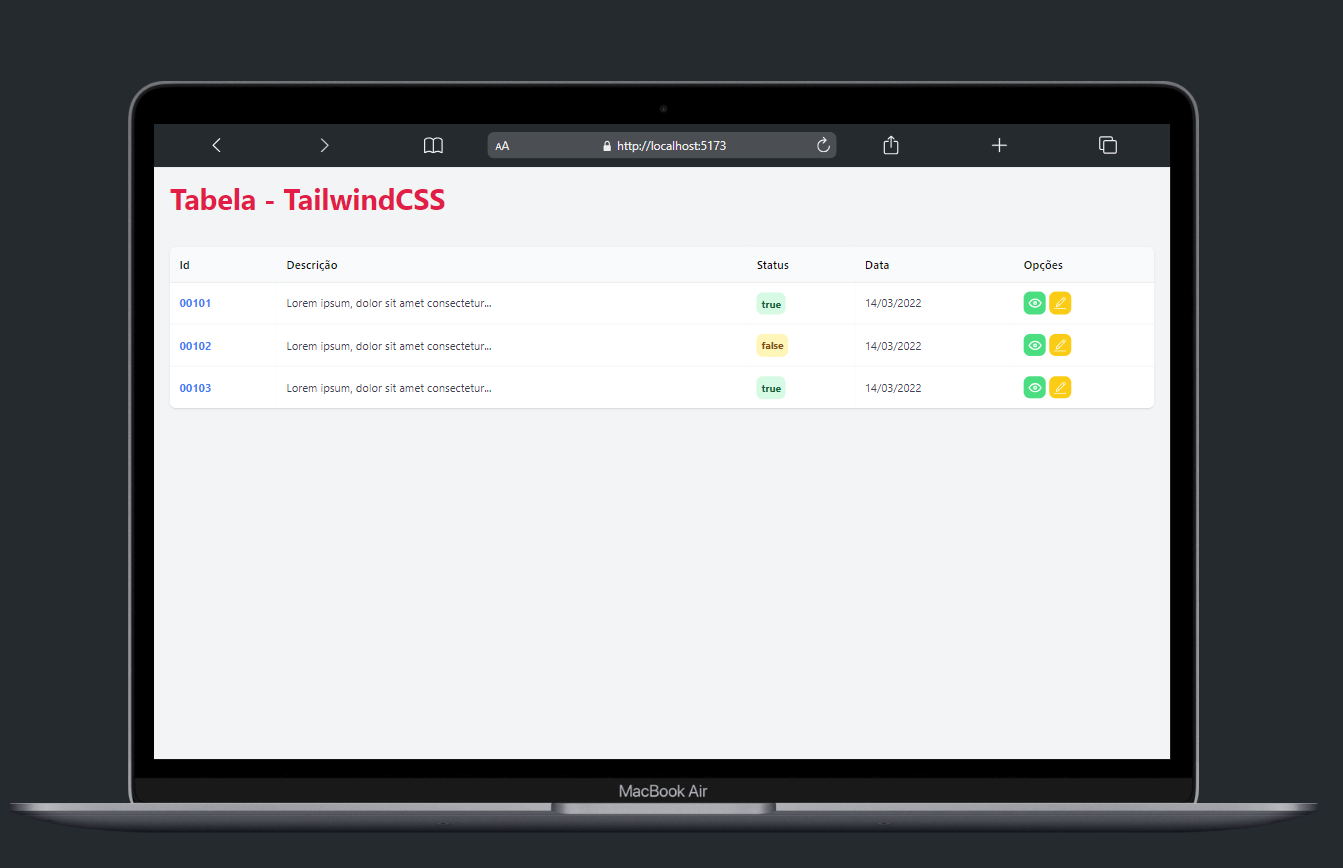 AA http://localhost:5173
Tabela - TailwindCSS
Id Descrição Status Data Opções
00101 Lorem ipsum, dolor sit amet consectetur... true 14/03/2022
00102 Lorem ipsum, dolor sit amet consectetur... false 14/03/2022
00103 Lorem ipsum, dolor sit amet consectetur... true 14/03/2022
MacBook Air